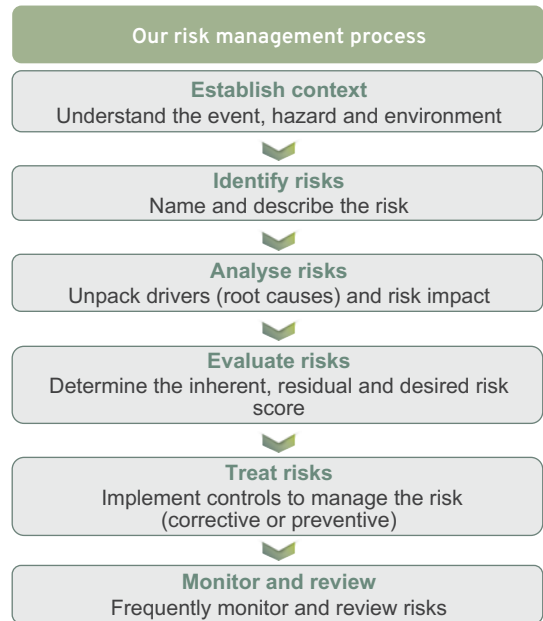 Our risk management process
Establish context
Understand the event, hazard and environment
Identify risks
Name and describe the risk
Analyse risks
Unpack drivers (root causes) and risk impact
Evaluate risks
Determine the inherent, residual and desired risk
score
Treat risks
Implement controls to manage the risk
(corrective or preventive)
Monitor and review
Frequently monitor and review risks